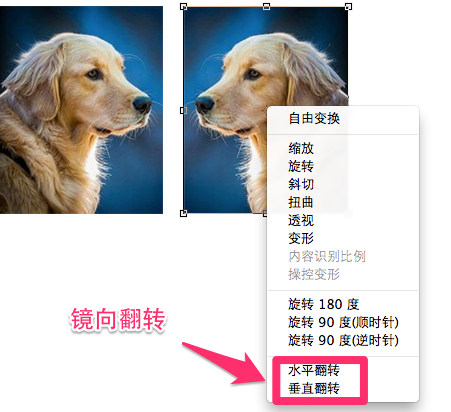 自由变换
缩放
旋转
斜切
扭曲
透视
变形
内容识别比例
操控变形
旋转 180 度
旋转 90 度(顺时针)
旋转 90 度(逆时针)
镜向翻转
水平翻转
垂直翻转